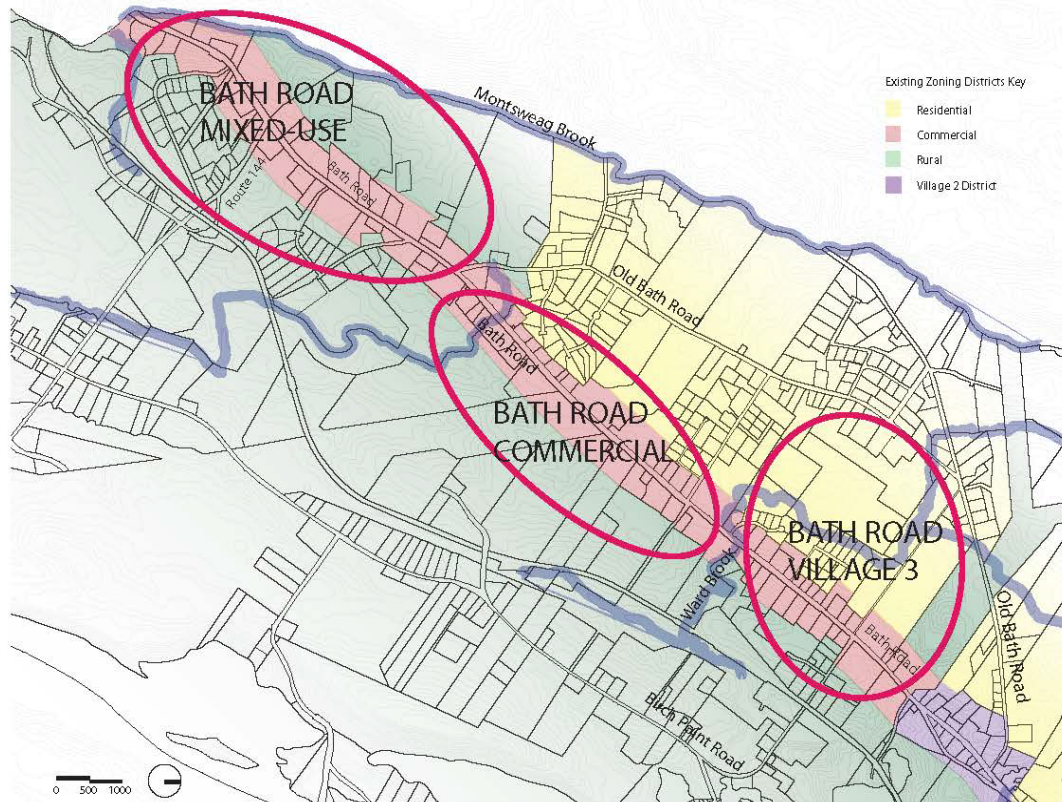 BATH ROAD
MIXED-USE
Montsweag Brook
Existing Zoning Districts Key
Residential
Commercial
Rural
Village 2 District
Route 144
Bath Road
Old Bath Road
Bath Road
BATH ROAD
COMMERCIAL
BATH ROAD
VILLAGE 3
Ward Brook
Bath Road
Old Bath Road
Birch Point Road
0 500 1000